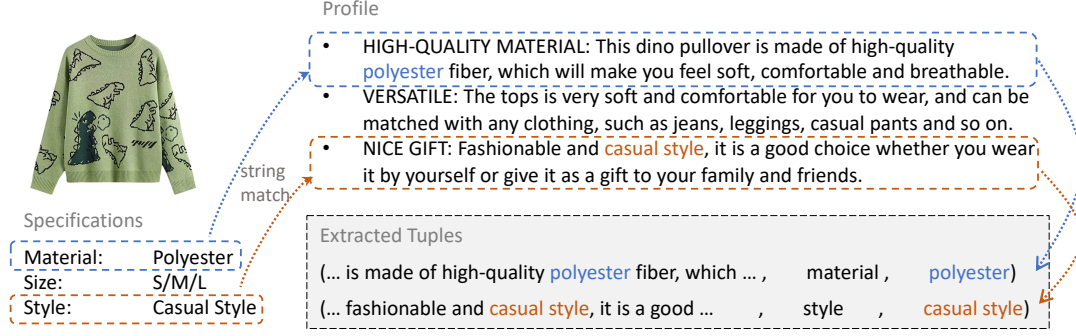 Profile
• HIGH-QUALITY MATERIAL: This dino pullover is made of high-quality
polyester fiber, which will make you feel soft, comfortable and breathable.
• VERSATILE: The tops is very soft and comfortable for you to wear, and can be
matched with any clothing, such as jeans, leggings, casual pants and so on.
• NICE GIFT: Fashionable and casual style, it is a good choice whether you wear
it by yourself or give it as a gift to your family and friends.
string
match
Specifications
Material: Polyester
Size: S/M/L
Style: Casual Style
Extracted Tuples
(... is made of high-quality polyester fiber, which ... , material , polyester)
(... fashionable and casual style, it is a good ... , style , casual style)